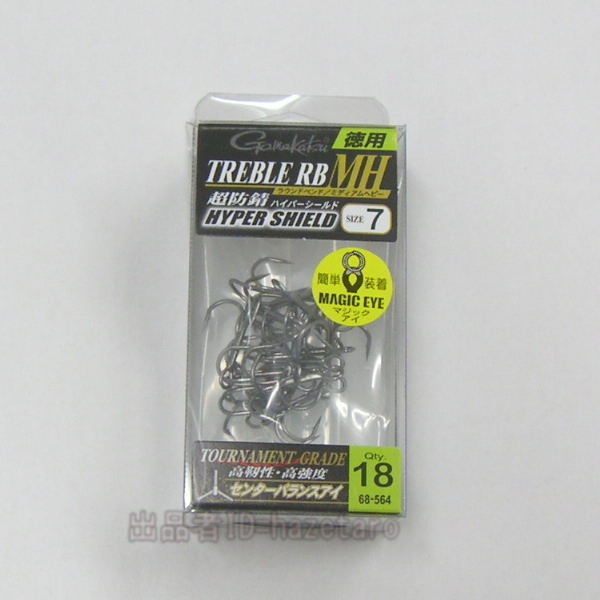 Gamakatsu® 徳用
TREBLE RB MH
ラウンドベンド/ミディアムヘビー
超防錆 ハイパーシールド
HYPER SHIELD
SIZE 7
簡単 装着
MAGIC EYE
マジック
アイ
TOURNAMENT GRADE
高靭性・高強度
センターバランスアイ
Qty.
18
68-564
出品者ID=hazetaro